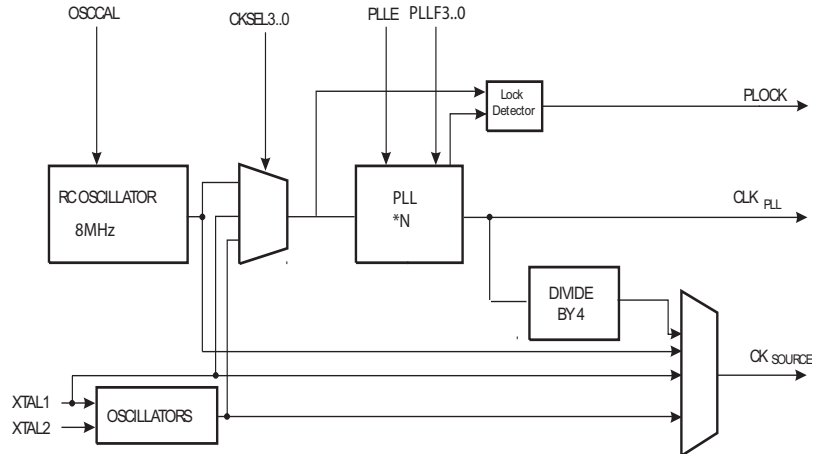 OSCCAL
CKSEL3..0
PLLE PLLF3..0
Lock
Detector
PLOCK
RC OSCILLATOR
8MHz
PLL
*N
CLK PLL
DIVIDE
BY 4
CK SOURCE
XTAL1
XTAL2
OSCILLATORS